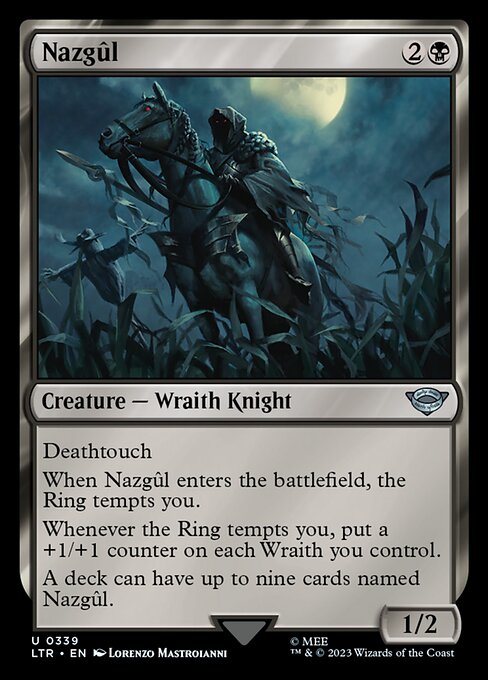 Nazgûl 2
Creature — Wraith Knight
Deathtouch
When Nazgûl enters the battlefield, the
Ring tempts you.
Whenever the Ring tempts you, put a
+1/+1 counter on each Wraith you control.
A deck can have up to nine cards named
Nazgûl.
1/2
U 0339
LTR • EN Lorenzo Mastroianni
© MEE
™ & © 2023 Wizards of the Coast